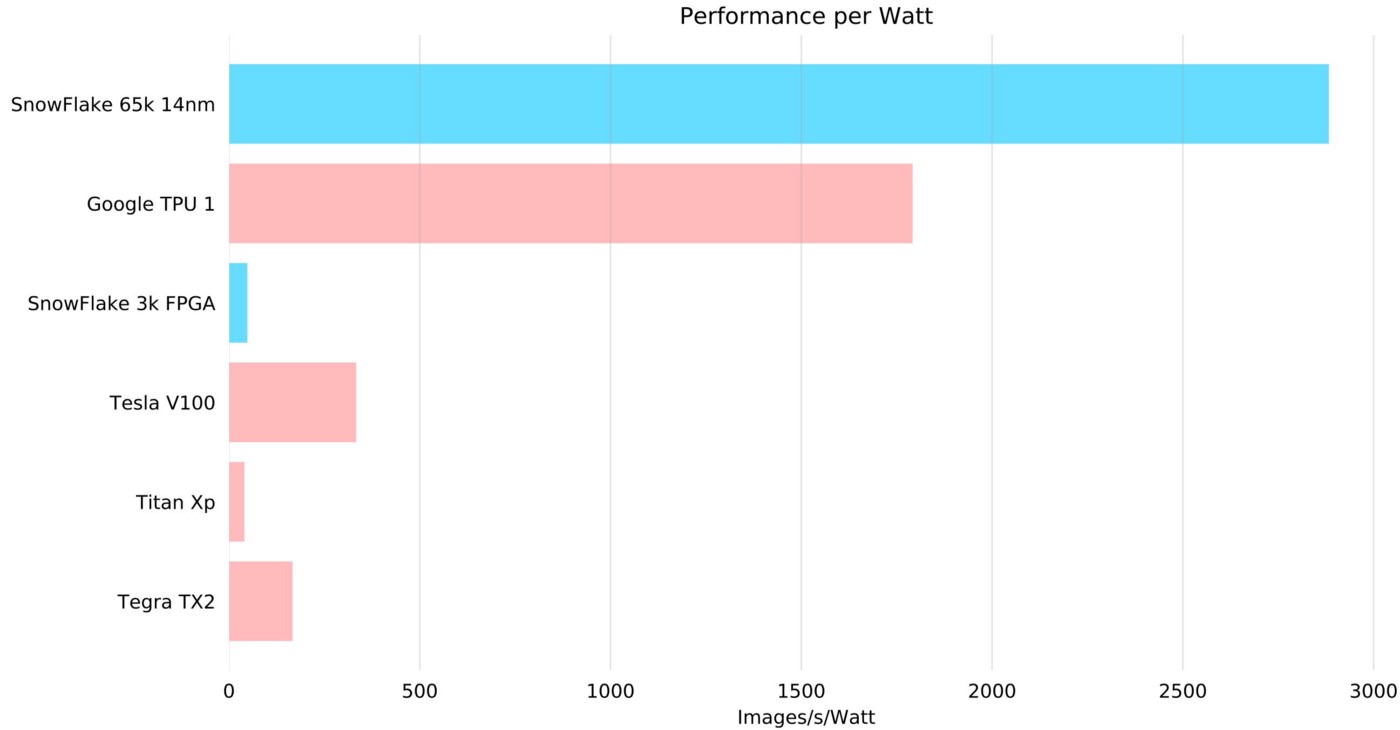 Performance per Watt
SnowFlake 65k 14nm
Google TPU 1
SnowFlake 3k FPGA
Tesla V100
Titan Xp
Tegra TX2
0 500 1000 1500 2000 2500 3000
Images/s/Watt